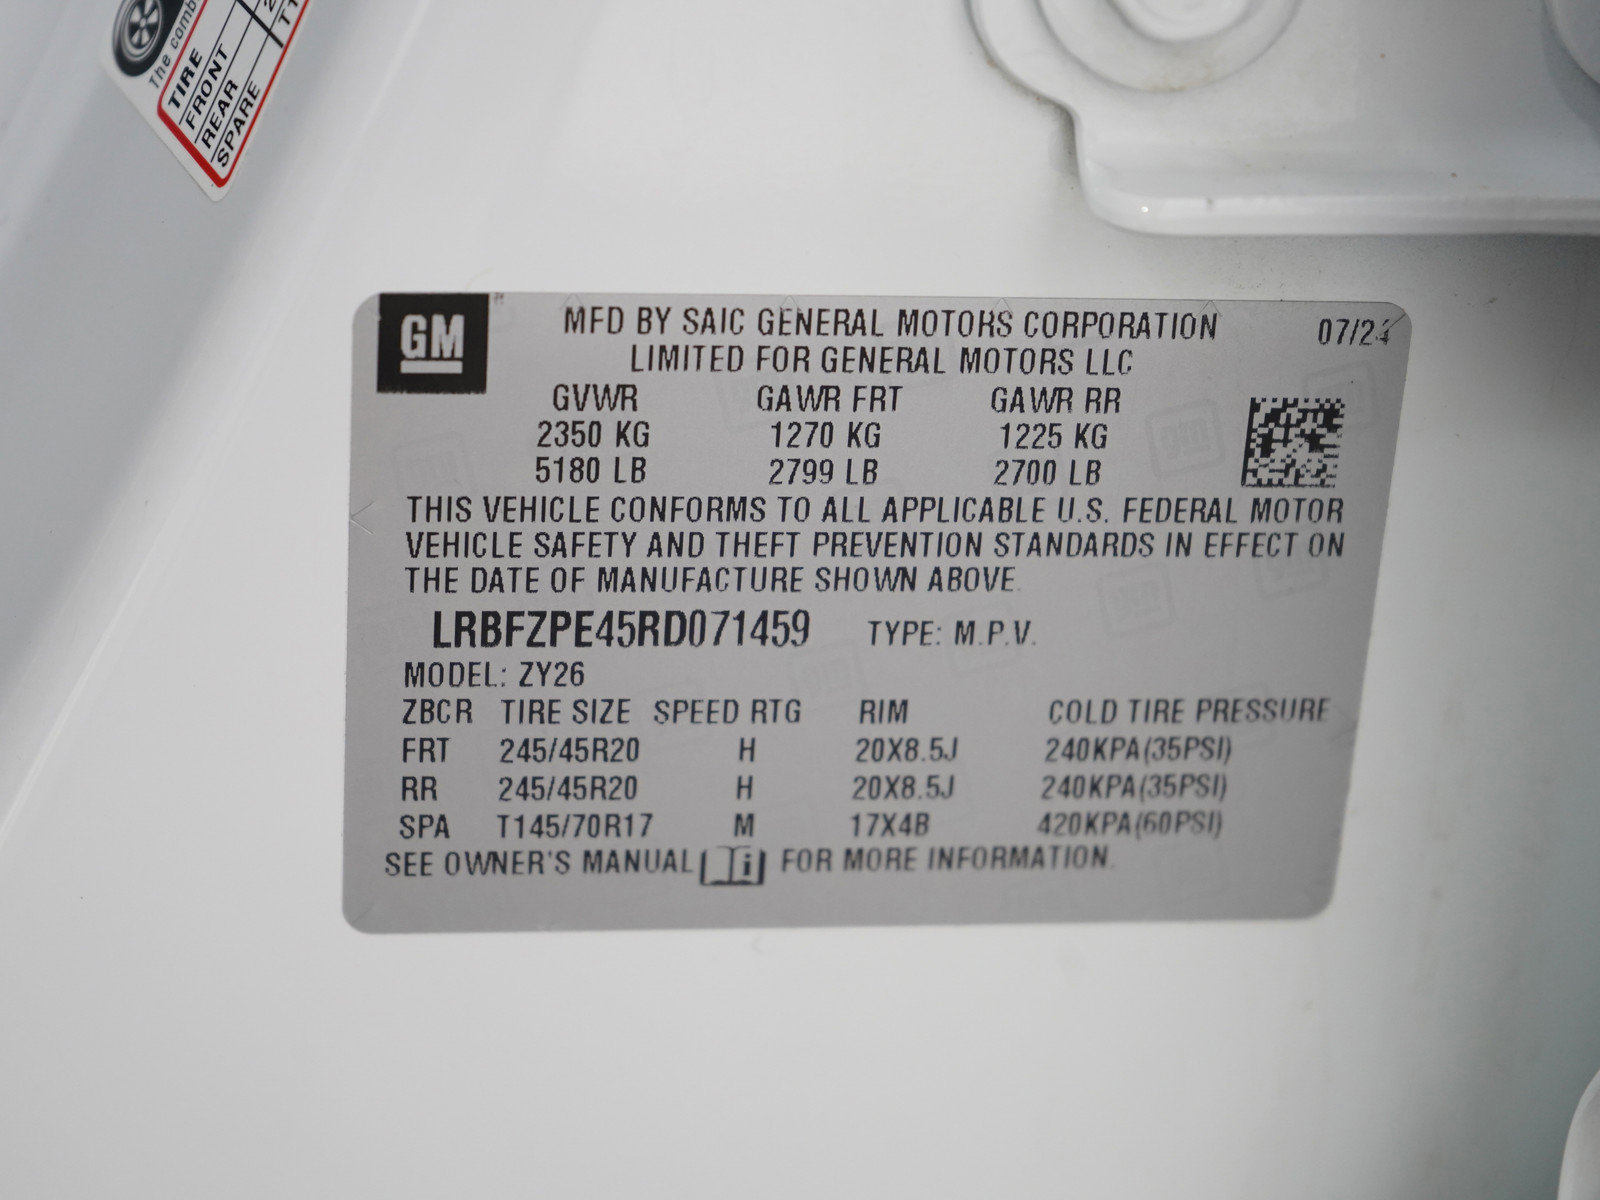 The comb
TIRE
FRONT
REAR
SPARE
GM
MFD BY SAIC GENERAL MOTORS CORPORATION
LIMITED FOR GENERAL MOTORS LLC
07/24
GVWR GAWR FRT GAWR RR
2350 KG 1270 KG 1225 KG
5180 LB 2799 LB 2700 LB
THIS VEHICLE CONFORMS TO ALL APPLICABLE U.S. FEDERAL MOTOR
VEHICLE SAFETY AND THEFT PREVENTION STANDARDS IN EFFECT ON
THE DATE OF MANUFACTURE SHOWN ABOVE.
LRBFZPE45RD071459 TYPE: M.P.V.
MODEL: ZY26
ZBCR TIRE SIZE SPEED RTG RIM COLD TIRE PRESSURE
FRT 245/45R20 H 20X8.5J 240KPA(35PSI)
RR 245/45R20 H 20X8.5J 240KPA(35PSI)
SPA T145/70R17 M 17X4B 420KPA(60PSI)
SEE OWNER'S MANUAL i FOR MORE INFORMATION.